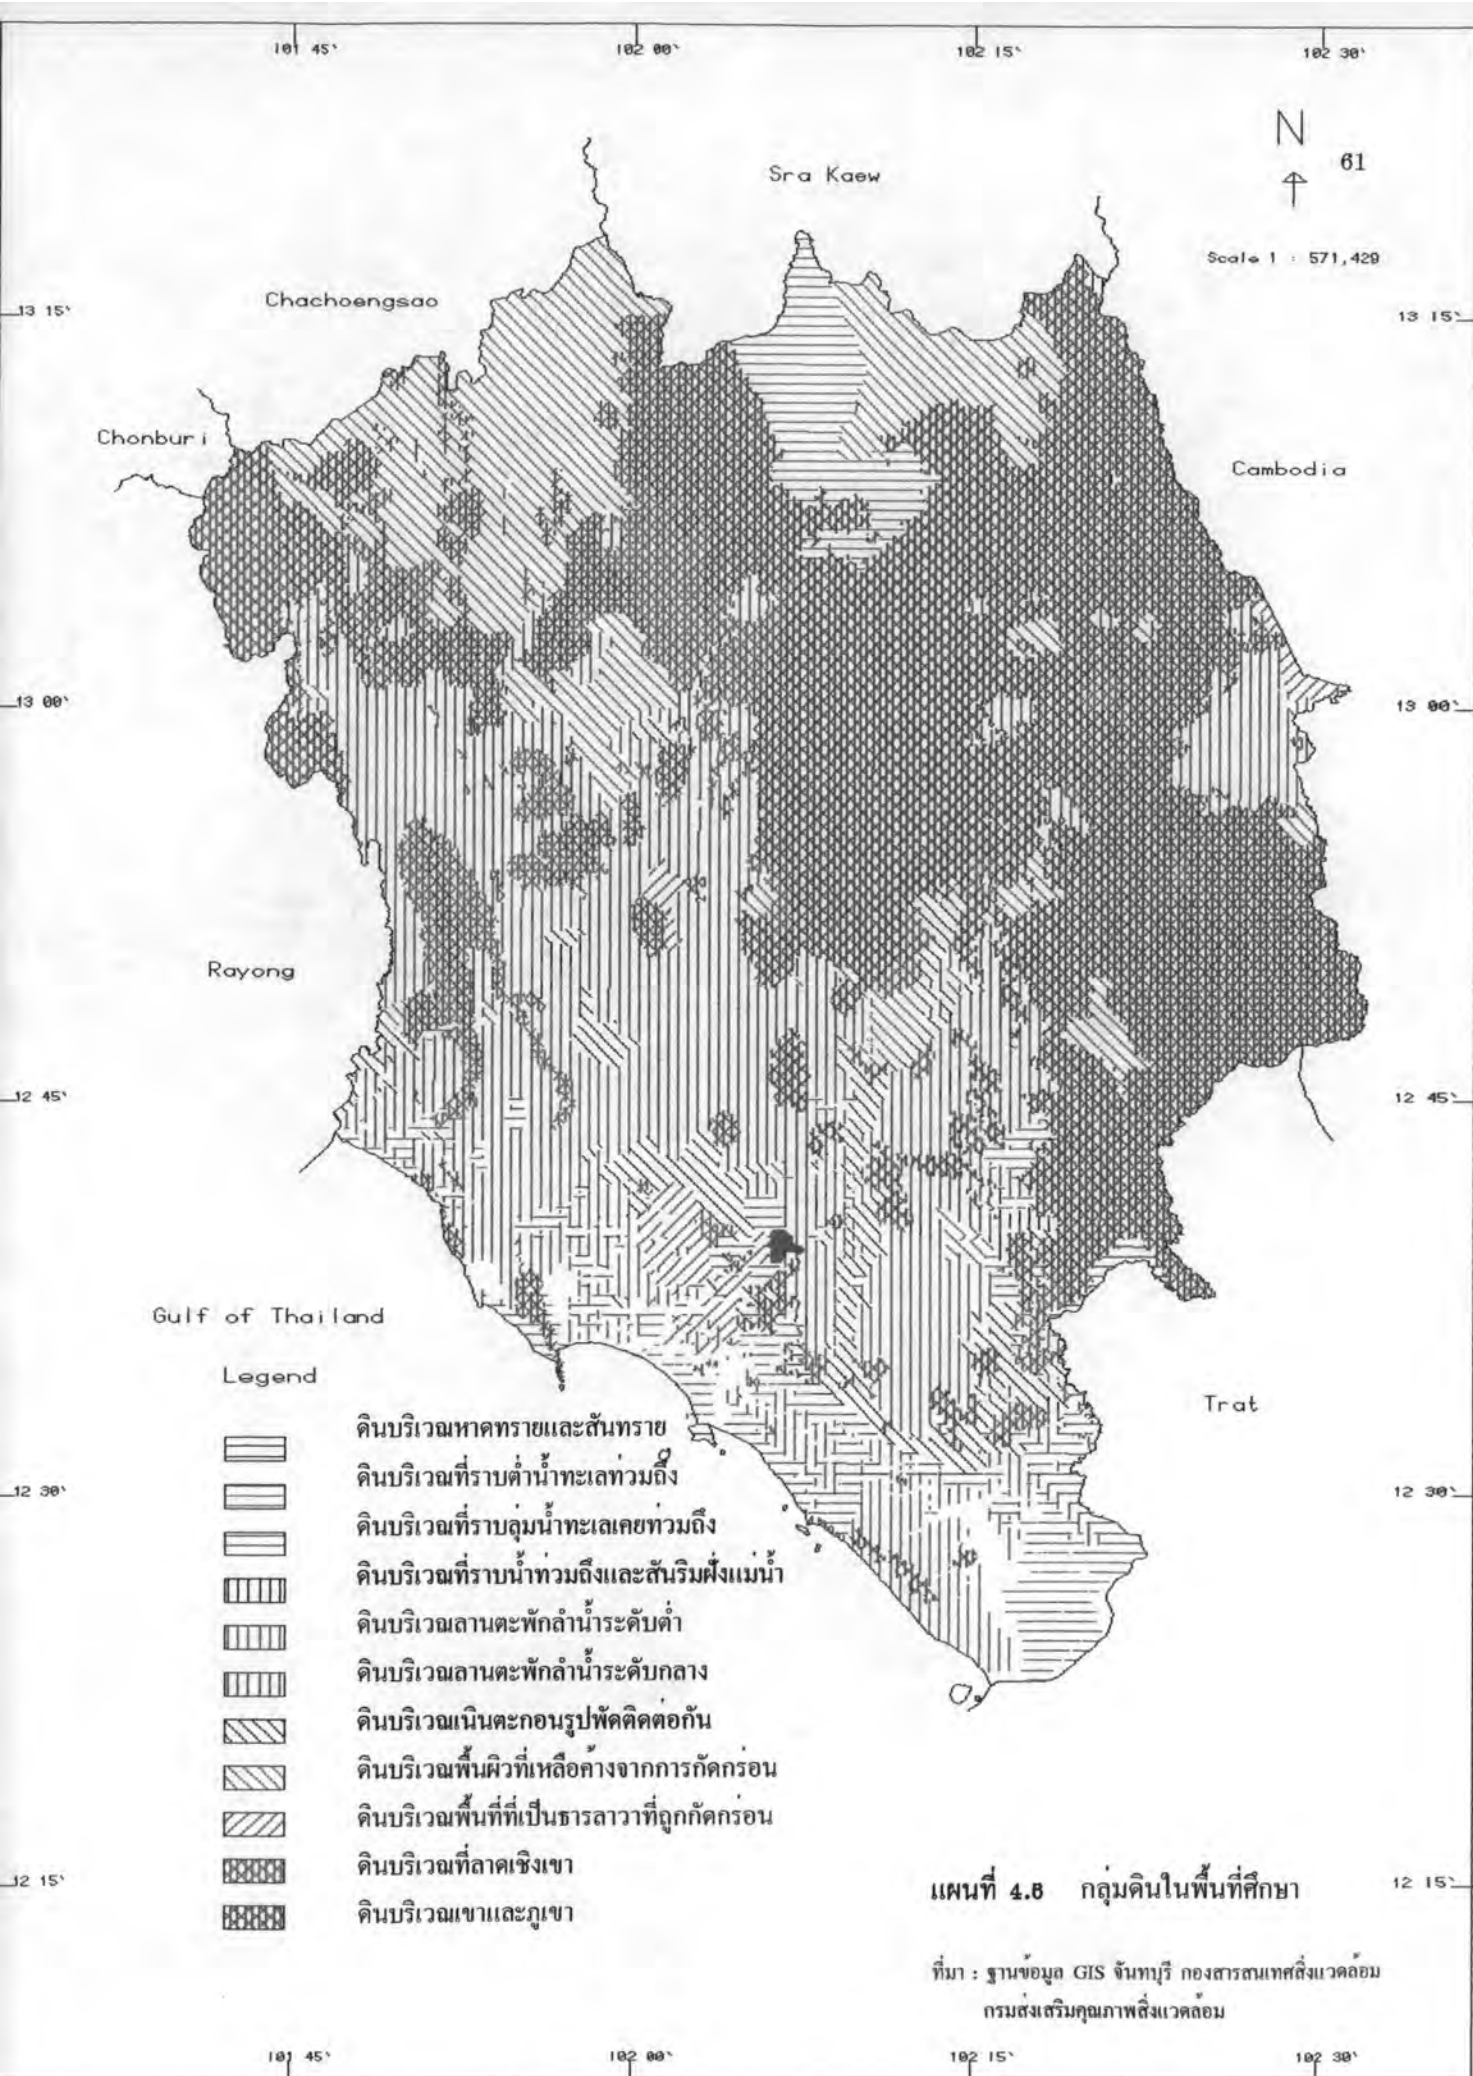 101 45' 102 00' 102 15' 102 30'
N
61
Sra Kaew
Scale 1 : 571,429
Chachoengsao
13 15' 13 15'
Chonburi
Cambodia
13 00' 13 00'
Rayong
12 45' 12 45'
Gulf of Thailand
Legend
Trat
ดินบริเวณหาดทรายและสันทราย
ดินบริเวณที่ราบต่ำน้ำทะเลท่วมถึง
12 30' 12 30'
ดินบริเวณที่ราบลุ่มน้ำทะเลเคยท่วมถึง
ดินบริเวณที่ราบน้ำท่วมถึงและสันริมฝั่งแม่น้ำ
ดินบริเวณลานตะพักลำน้ำระดับต่ำ
ดินบริเวณลานตะพักลำน้ำระดับกลาง
ดินบริเวณเนินตะกอนรูปพัดติดต่อกัน
ดินบริเวณพื้นผิวที่เหลือค้างจากการกัดกร่อน
ดินบริเวณพื้นที่ที่เป็นธารลาวาที่ถูกกัดกร่อน
ดินบริเวณที่ลาดเชิงเขา
12 15' 12 15'
ดินบริเวณเขาและภูเขา
แผนที่ 4.6 กลุ่มดินในพื้นที่ศึกษา
ที่มา : ฐานข้อมูล GIS จันทบุรี กองสารสนเทศสิ่งแวดล้อม
กรมส่งเสริมคุณภาพสิ่งแวดล้อม
101 45' 102 00' 102 15' 102 30'